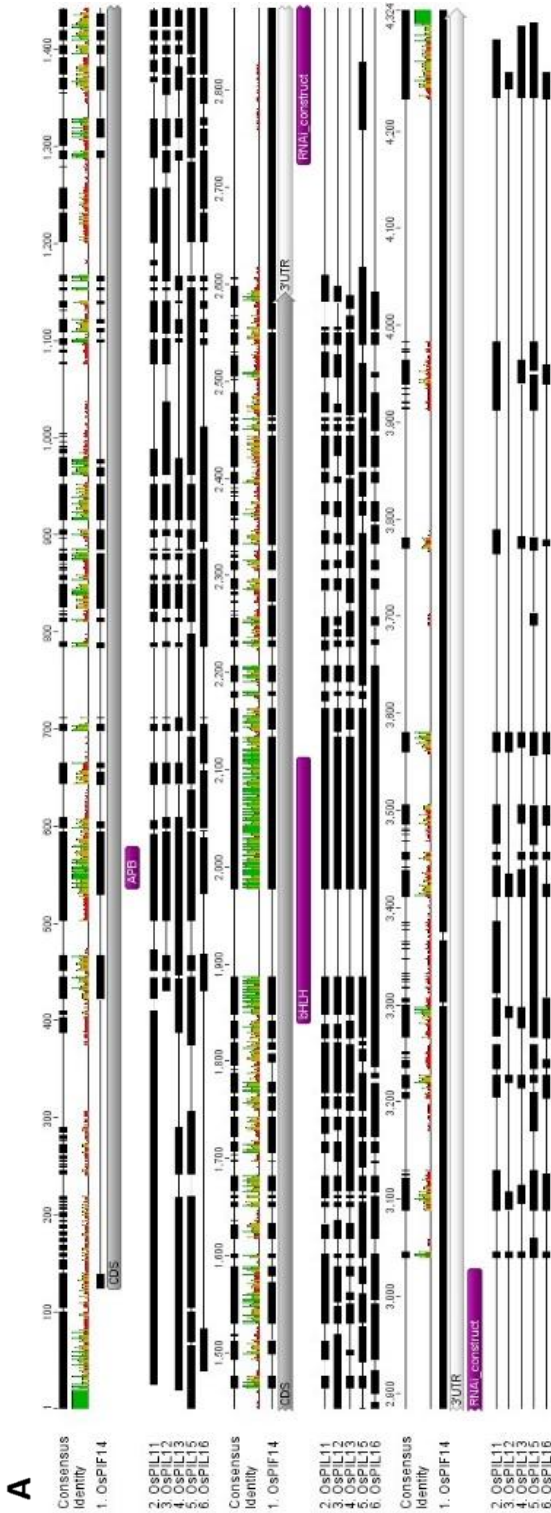 A
1 100 200 300 400 500 600 700 800 900 1,000 1,100 1,200 1,300 1,400
Consensus
Identity
1. OsPIF14
CDS
APB
2. OsPIL11
3. OsPIL12
4. OsPIL13
5. OsPIL15
6. OsPIL16
1,500 1,600 1,700 1,800 1,900 2,000 2,100 2,200 2,300 2,400 2,500 2,600 2,700 2,800
Consensus
Identity
1. OsPIF14
CDS 3'UTR
bHLH RNAi_construct
2. OsPIL11
3. OsPIL12
4. OsPIL13
5. OsPIL15
6. OsPIL16
2,900 3,000 3,100 3,200 3,300 3,400 3,500 3,600 3,700 3,800 3,900 4,000 4,100 4,200 4,324
Consensus
Identity
1. OsPIF14
3'UTR
RNAi_construct
2. OsPIL11
3. OsPIL12
4. OsPIL13
5. OsPIL15
6. OsPIL16